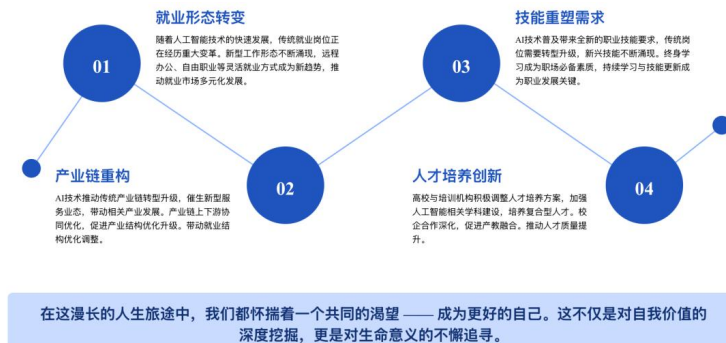 就业形态转变
随着人工智能技术的快速发展，传统就业岗位正
在经历重大变革。新型工作形态不断涌现，远程
办公、自由职业等灵活就业方式成为新趋势，推
动就业市场多元化发展。
01
技能重塑需求
AI技术普及带来全新的职业技能要求，传统岗
位需要转型升级，新兴技能不断涌现。终身学
习成为职场必备素质，持续学习与技能更新成
为职业发展关键。
03
产业链重构
AI技术推动传统产业链转型升级，催生新型服
务业态，带动相关产业发展。产业链上下游协
同优化，促进产业结构优化升级。带动就业结
构优化调整。
02
人才培养创新
高校与培训机构积极调整人才培养方案，加强
人工智能相关学科建设，培养复合型人才。校
企合作深化，促进产教融合。推动人才质量提
升。
04
在这漫长的人生旅途中，我们都怀揣着一个共同的渴望 —— 成为更好的自己。这不仅是对自我价值的
深度挖掘，更是对生命意义的不懈追寻。